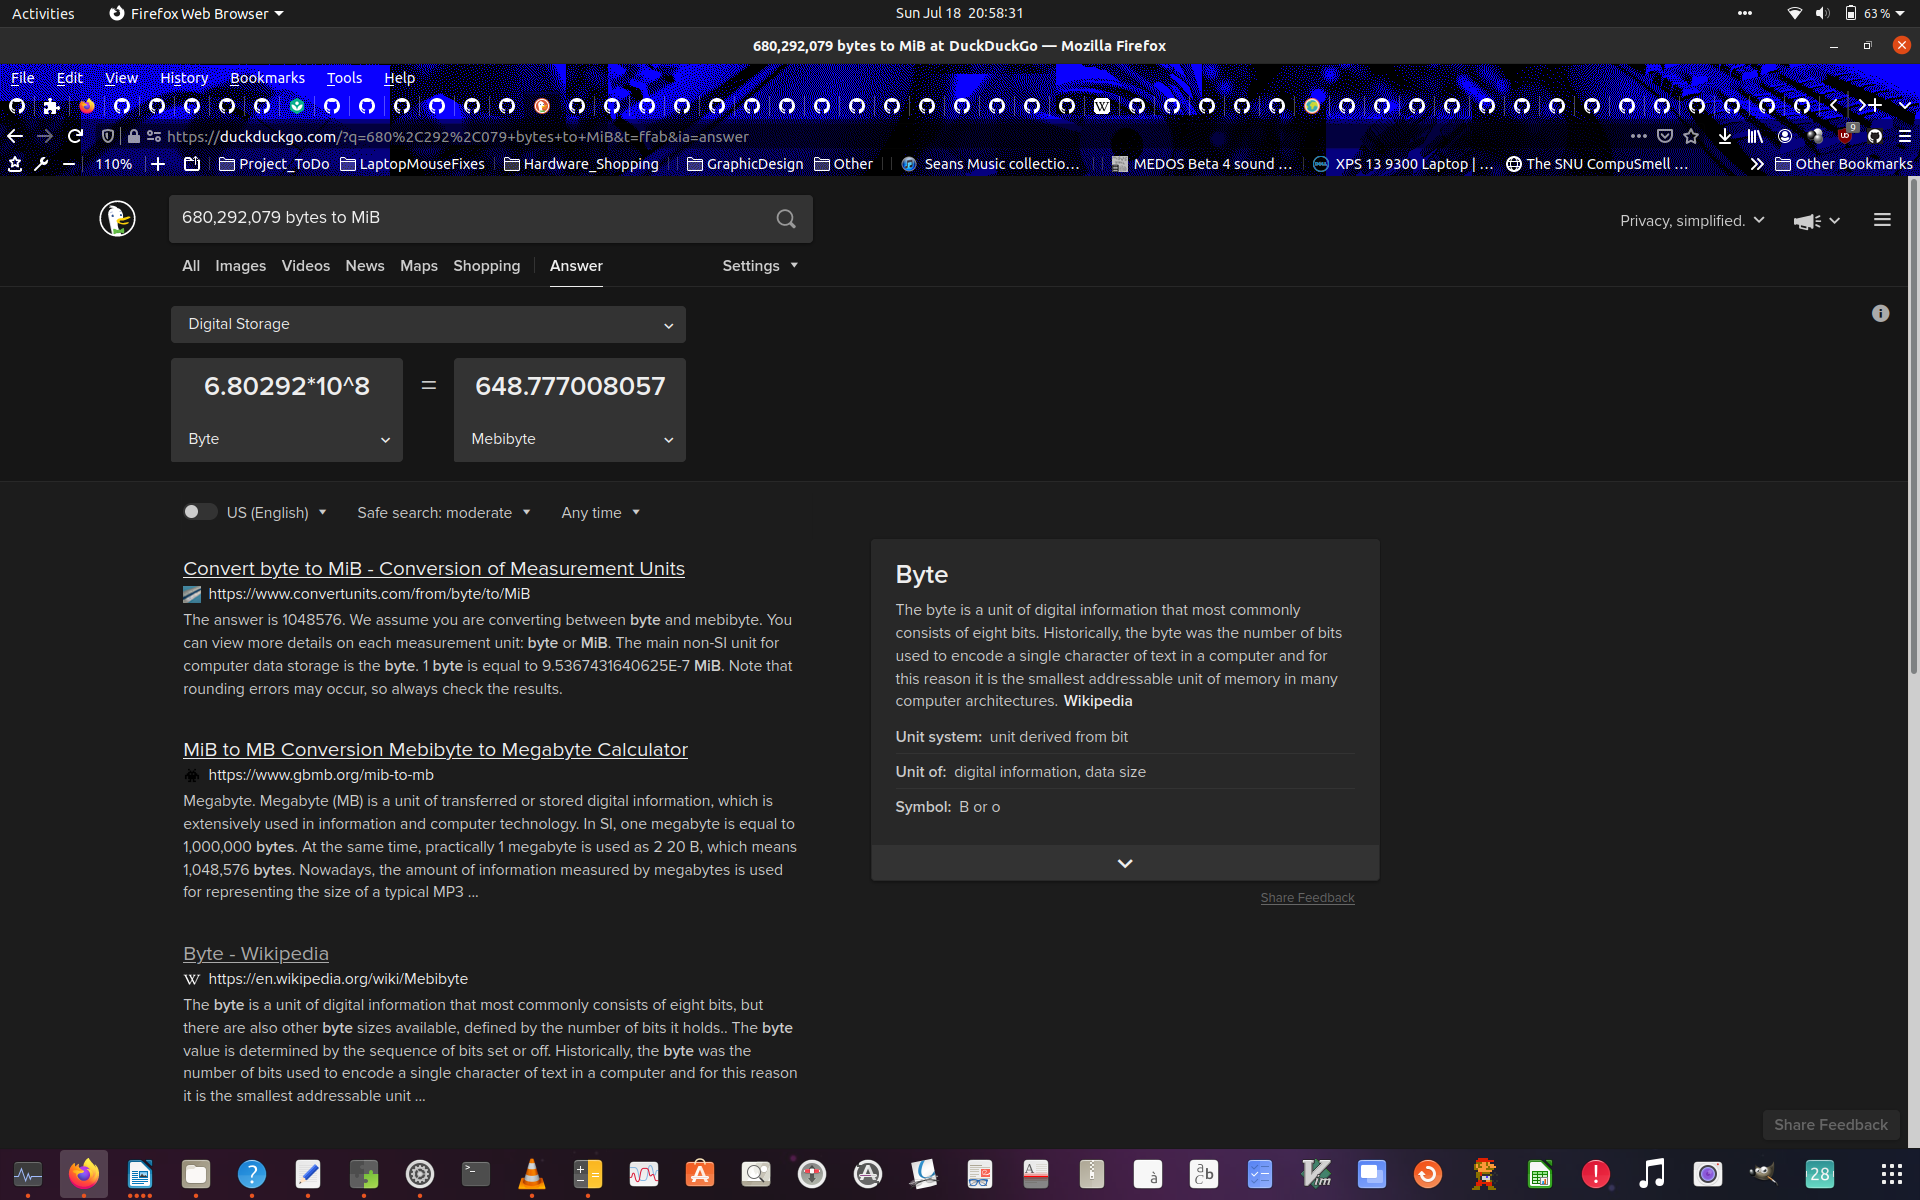 Activities
Firefox Web Browser
Sun Jul 18 20:58:31
63 %
680,292,079 bytes to MiB at DuckDuckGo — Mozilla Firefox
File Edit View History Bookmarks Tools Help
https://duckduckgo.com/?q=680%2C292%2C079+bytes+to+MiB&t=ffab&ia=answer
9
110%
Project_ToDo
LaptopMouseFixes
Hardware_Shopping
GraphicDesign
Other
Seans Music collectio...
MEDOS Beta 4 sound ...
XPS 13 9300 Laptop | ...
The SNU CompuSmell ...
Other Bookmarks
680,292,079 bytes to MiB
Privacy, simplified.
All Images Videos News Maps Shopping Answer Settings
Digital Storage
6.80292*10^8 = 648.777008057
Byte Mebibyte
US (English) Safe search: moderate Any time
Convert byte to MiB - Conversion of Measurement Units
https://www.convertunits.com/from/byte/to/MiB
The answer is 1048576. We assume you are converting between byte and mebibyte. You
can view more details on each measurement unit: byte or MiB. The main non-SI unit for
computer data storage is the byte. 1 byte is equal to 9.5367431640625E-7 MiB. Note that
rounding errors may occur, so always check the results.
MiB to MB Conversion Mebibyte to Megabyte Calculator
https://www.gbmb.org/mib-to-mb
Megabyte. Megabyte (MB) is a unit of transferred or stored digital information, which is
extensively used in information and computer technology. In SI, one megabyte is equal to
1,000,000 bytes. At the same time, practically 1 megabyte is used as 2 20 B, which means
1,048,576 bytes. Nowadays, the amount of information measured by megabytes is used
for representing the size of a typical MP3 ...
Byte - Wikipedia
W https://en.wikipedia.org/wiki/Mebibyte
The byte is a unit of digital information that most commonly consists of eight bits, but
there are also other byte sizes available, defined by the number of bits it holds.. The byte
value is determined by the sequence of bits set or off. Historically, the byte was the
number of bits used to encode a single character of text in a computer and for this reason
it is the smallest addressable unit ...
Byte
The byte is a unit of digital information that most commonly
consists of eight bits. Historically, the byte was the number of bits
used to encode a single character of text in a computer and for
this reason it is the smallest addressable unit of memory in many
computer architectures. Wikipedia
Unit system: unit derived from bit
Unit of: digital information, data size
Symbol: B or o
Share Feedback
Share Feedback
28